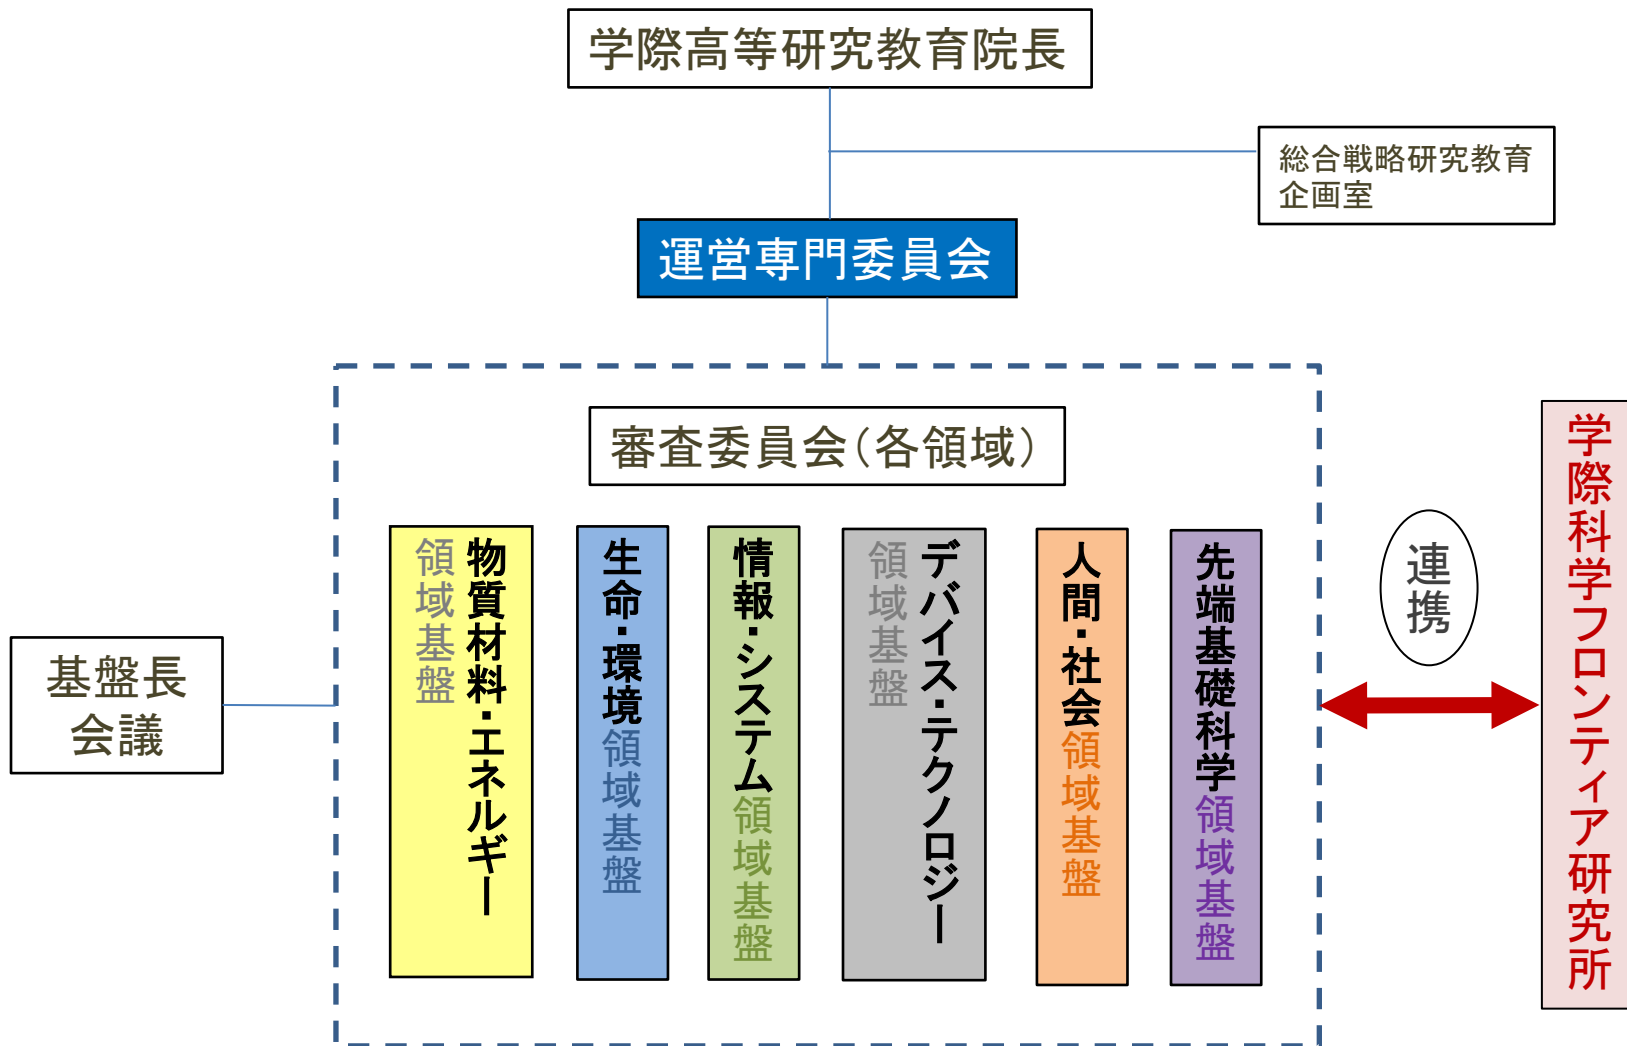 学際高等研究教育院長
総合戦略研究教育
企画室
運営専門委員会
審査委員会（各領域）
物質材料・エネルギー
領域基盤
生命・環境領域基盤
情報・システム領域基盤
デバイス・テクノロジー
領域基盤
人間・社会領域基盤
先端基礎科学領域基盤
基盤長
会議
連携
学際科学フロンティア研究所